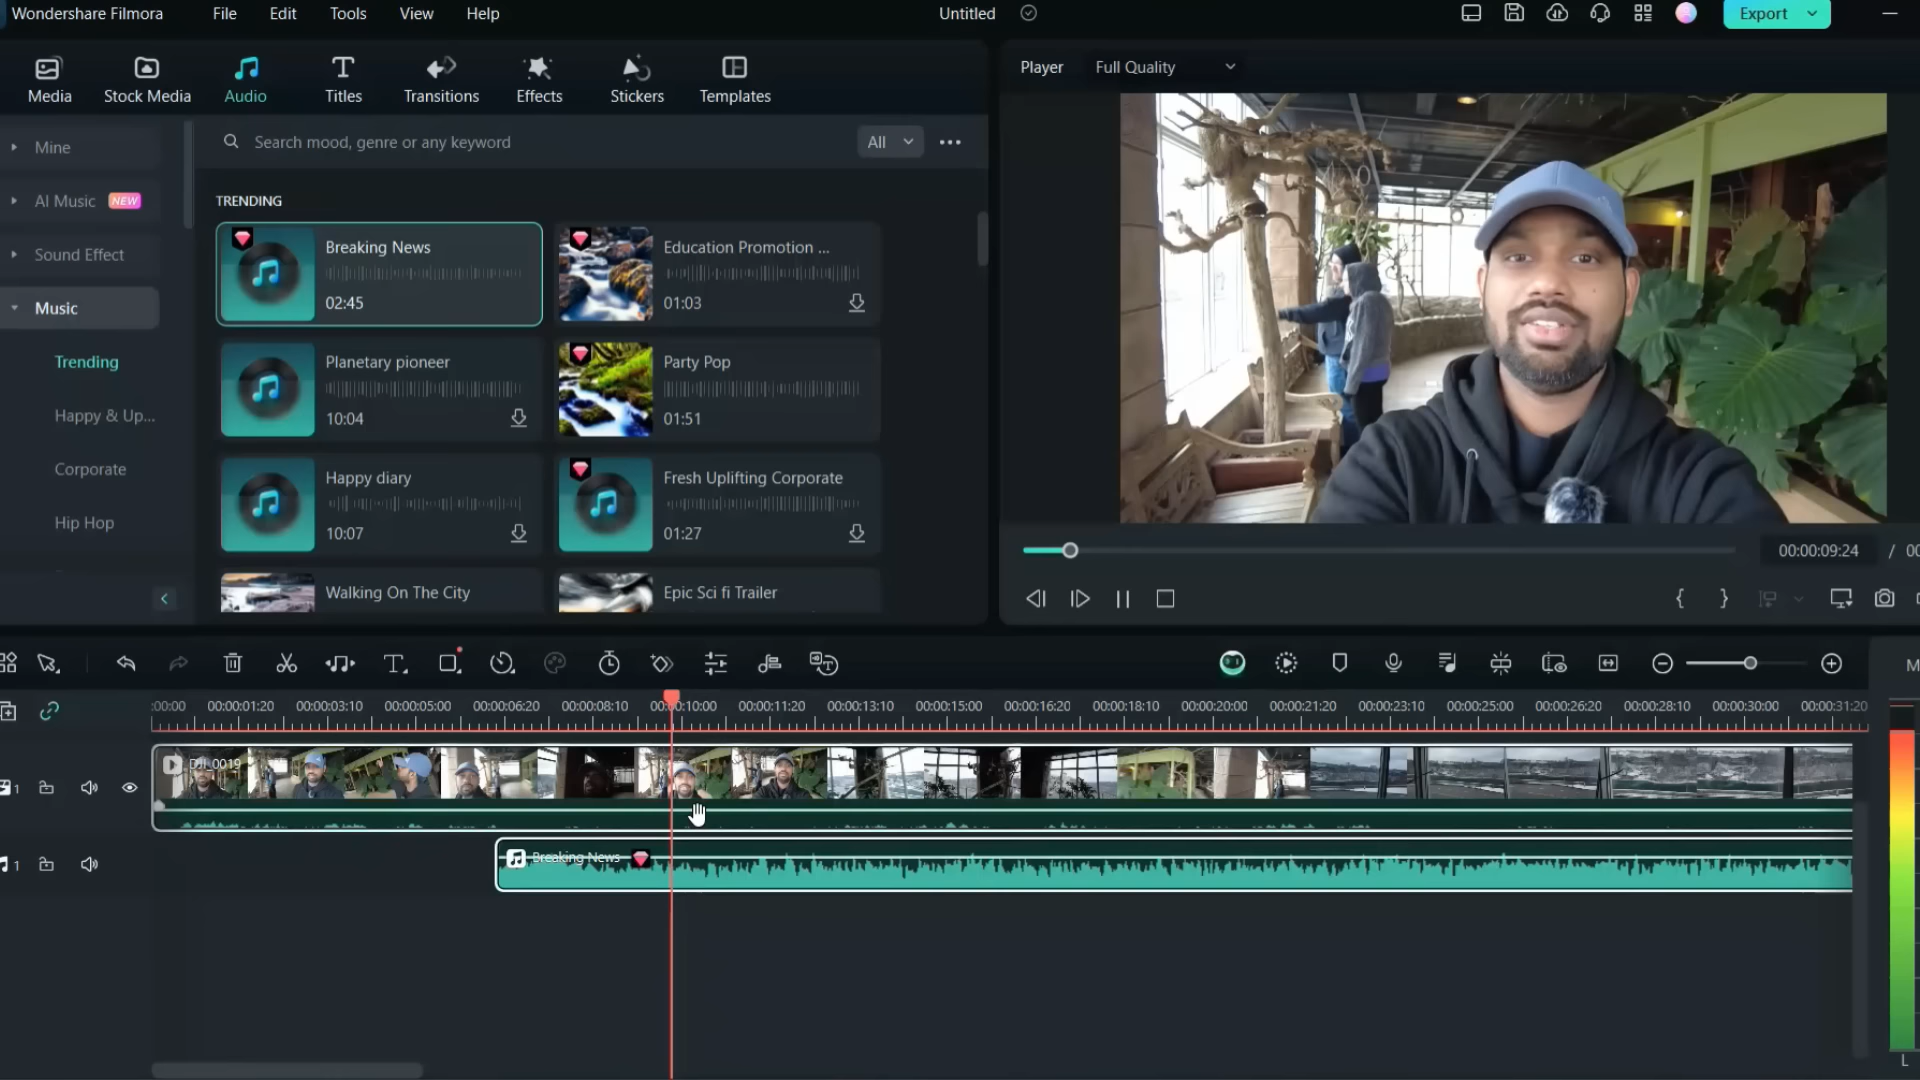 Wondershare Filmora File Edit Tools View Help Untitled Export
Media Stock Media Audio Titles Transitions Effects Stickers Templates
Player Full Quality
Mine
AI Music NEW
Sound Effect
Music
Trending
Happy & Up...
Corporate
Hip Hop
Search mood, genre or any keyword All
TRENDING
Breaking News
02:45
Education Promotion ...
01:03
Planetary pioneer
10:04
Party Pop
01:51
Happy diary
10:07
Fresh Uplifting Corporate
01:27
Walking On The City
Epic Sci fi Trailer
00:00:09:24 / 00
:00:00 00:00:01:20 00:00:03:10 00:00:05:00 00:00:06:20 00:00:08:10 00:00:10:00 00:00:11:20 00:00:13:10 00:00:15:00 00:00:16:20 00:00:18:10 00:00:20:00 00:00:21:20 00:00:23:10 00:00:25:00 00:00:26:20 00:00:28:10 00:00:30:00 00:00:31:20
M
DJI_0019
1
Breaking News
1
L